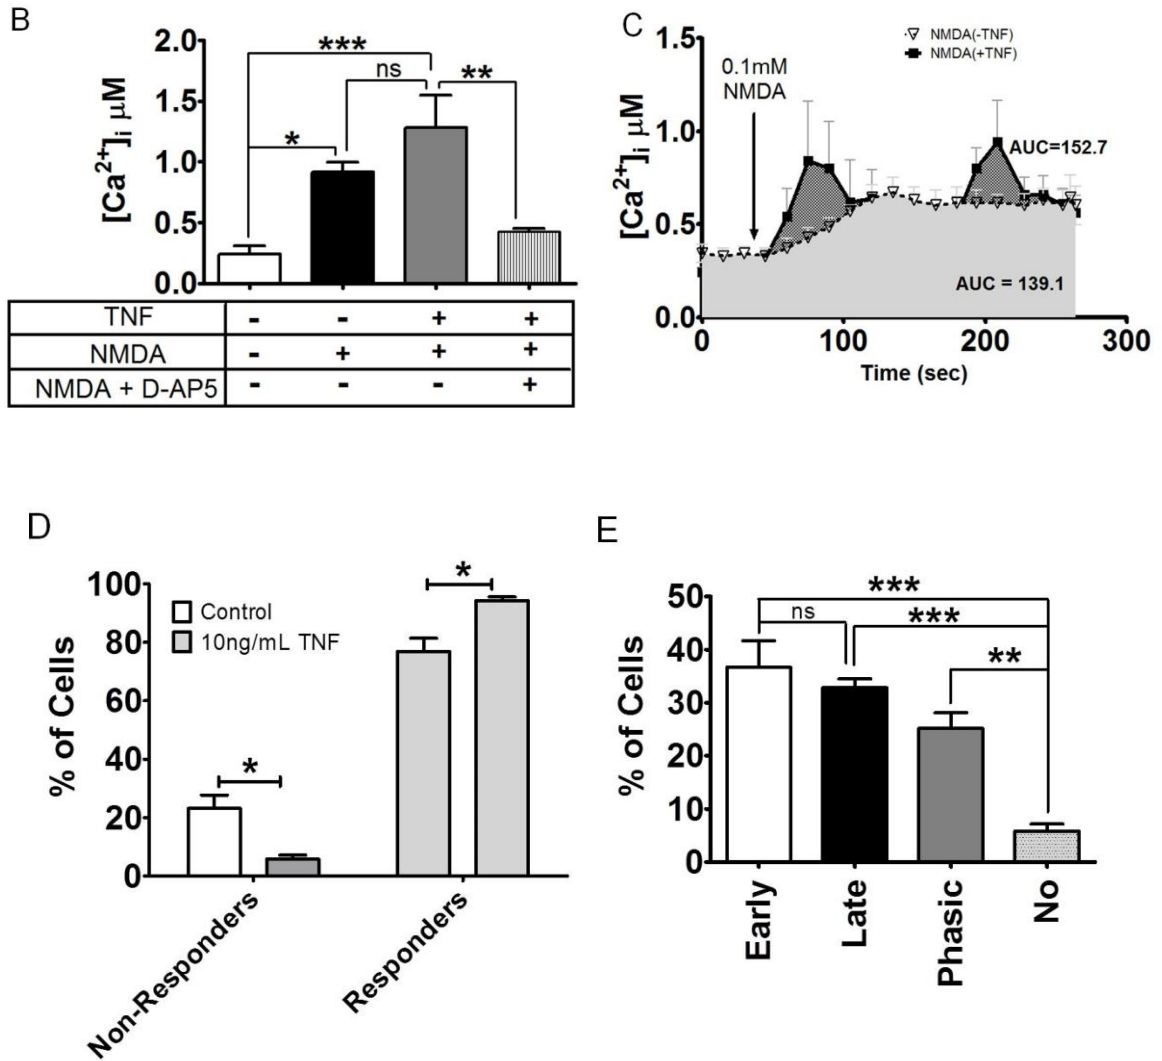 B
2.0
1.5
1.0
0.5
0.0
[Ca2+]i μM
***
ns
**
*
TNF - - + +
NMDA - + + +
NMDA + D-AP5 - - - +
C
NMDA(-TNF)
NMDA(+TNF)
1.5
1.0
0.5
0.0
[Ca2+]i μM
0.1mM
NMDA
AUC=152.7
AUC = 139.1
0 100 200 300
Time (sec)
D
100
80
60
40
20
0
% of Cells
Control
10ng/mL TNF
*
*
Non-Responders
Responders
E
50
40
30
20
10
0
% of Cells
***
ns
***
**
Early
Late
Phasic
No